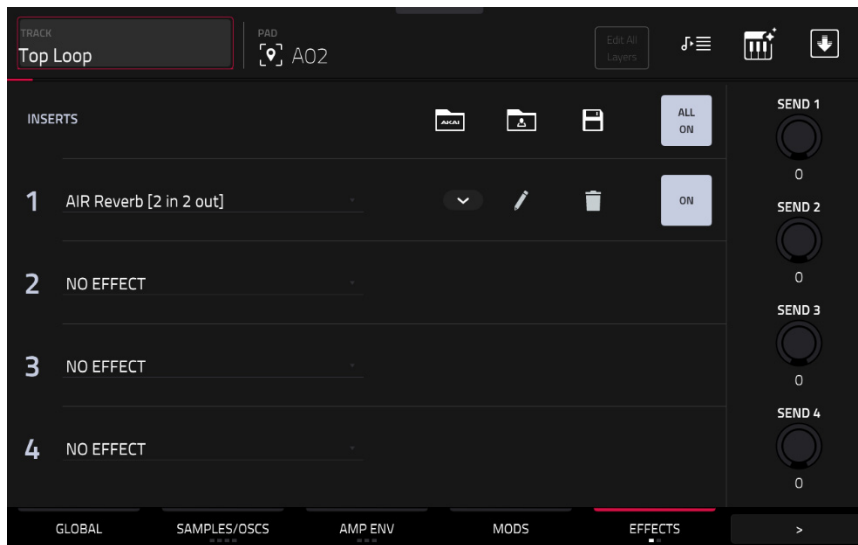 TRACK
Top Loop
PAD
A02
Edit All
Layers
INSERTS
AKAI
ALL
ON
1 AIR Reverb [2 in 2 out]
ON
2 NO EFFECT
3 NO EFFECT
4 NO EFFECT
SEND 1
0
SEND 2
0
SEND 3
0
SEND 4
0
GLOBAL
SAMPLES/OSCS
AMP ENV
MODS
EFFECTS
>